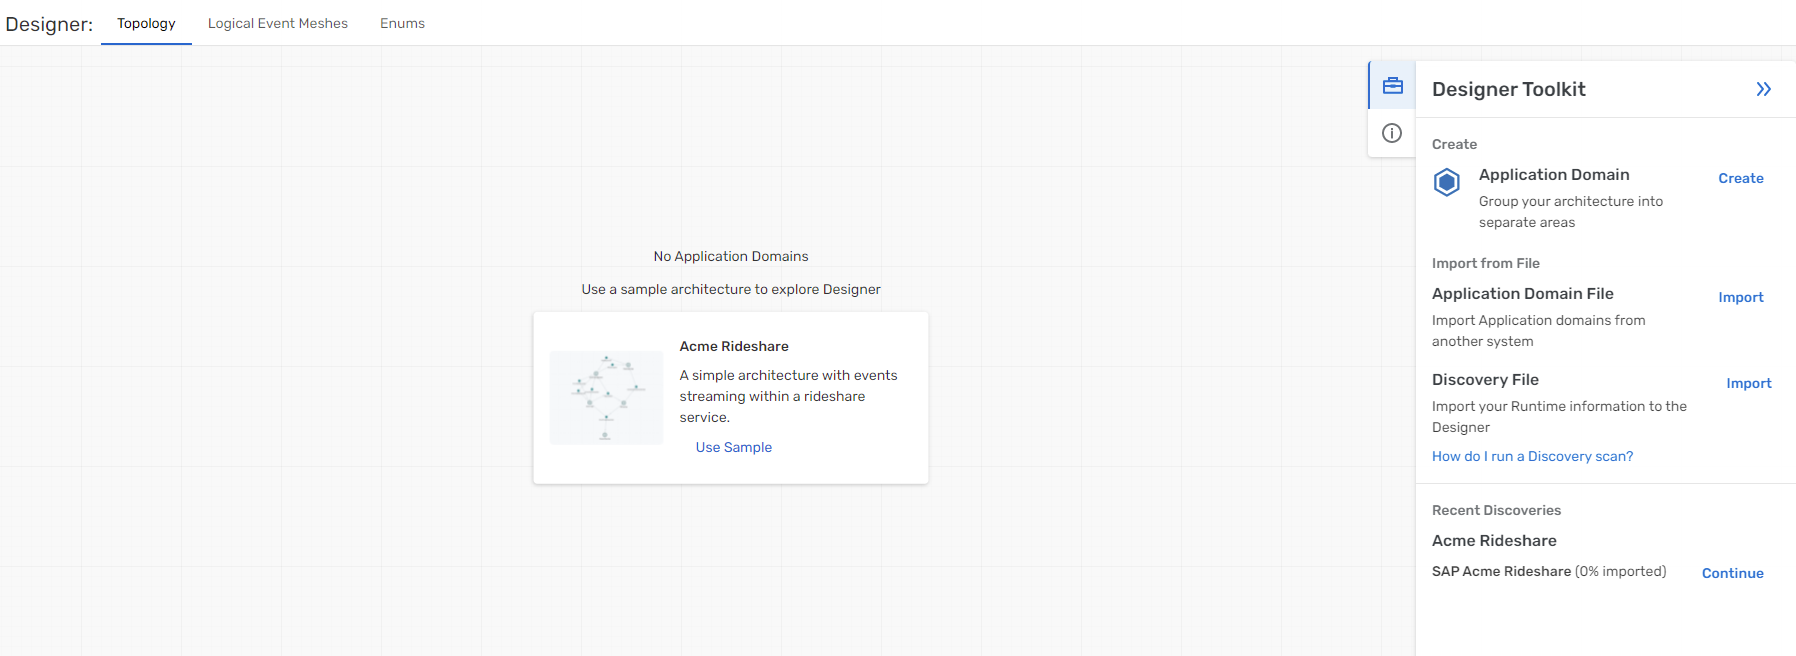 Designer:
Topology
Logical Event Meshes
Enums
No Application Domains
Use a sample architecture to explore Designer
Acme Rideshare
A simple architecture with events
streaming within a rideshare
service.
Use Sample
Designer Toolkit
Create
Application Domain
Create
Group your architecture into
separate areas
Import from File
Application Domain File
Import
Import Application domains from
another system
Discovery File
Import
Import your Runtime information to the
Designer
How do I run a Discovery scan?
Recent Discoveries
Acme Rideshare
SAP Acme Rideshare (0% imported)
Continue